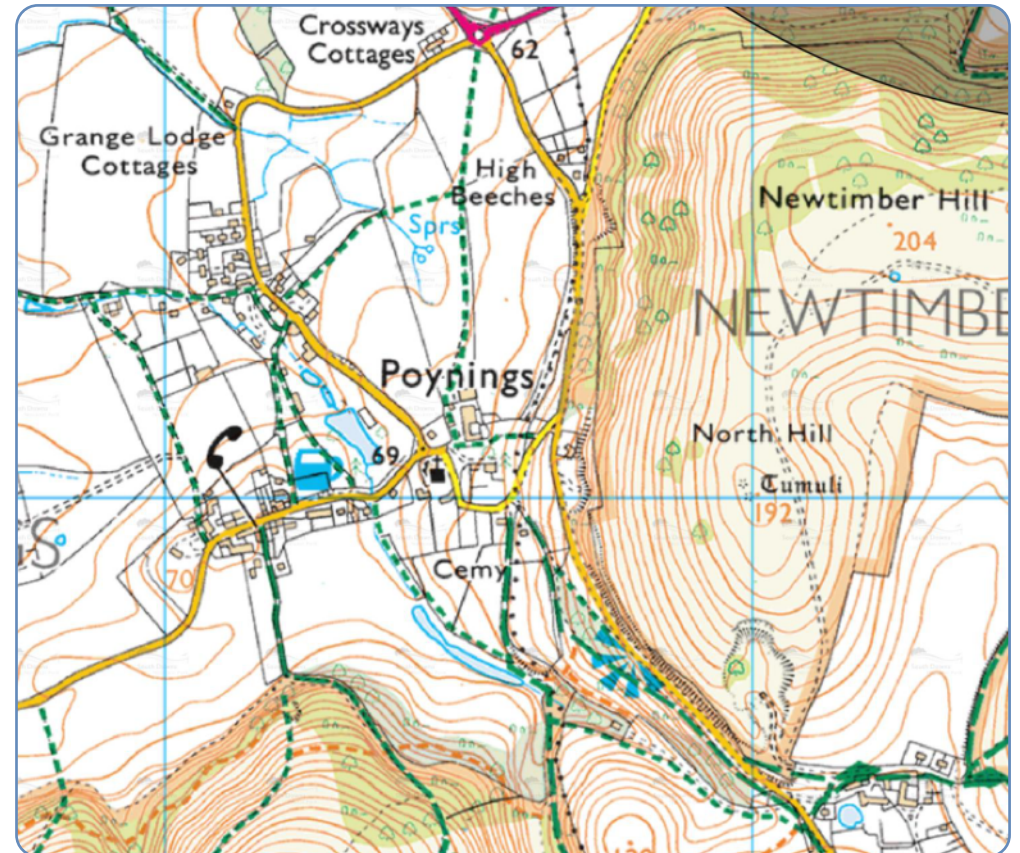 Crossways
Cottages
62
Grange Lodge
Cottages
High
Beeches
Newtimber Hill
204
Sprs
NEWTIMBE
Poynings
North Hill
69
Tumuli
192
GS
Cemy
70